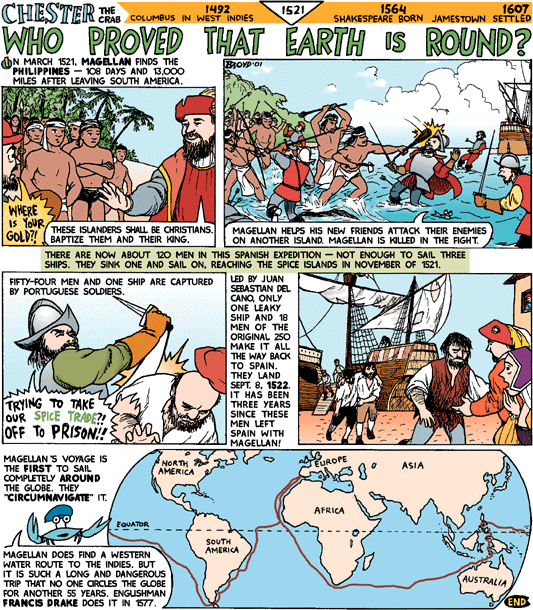 CHESTER THE CRAB
1492
COLUMBUS IN WEST INDIES
1521
1564
SHAKESPEARE BORN
1607
JAMESTOWN SETTLED
WHO PROVED THAT EARTH IS ROUND?
IN MARCH 1521, MAGELLAN FINDS THE
PHILIPPINES — 108 DAYS AND 13,000
MILES AFTER LEAVING SOUTH AMERICA.
WHERE
IS YOUR
GOLD?!
THESE ISLANDERS SHALL BE CHRISTIANS.
BAPTIZE THEM AND THEIR KING.
BOYD '01
MAGELLAN HELPS HIS NEW FRIENDS ATTACK THEIR ENEMIES
ON ANOTHER ISLAND. MAGELLAN IS KILLED IN THE FIGHT.
THERE ARE NOW ABOUT 120 MEN IN THIS SPANISH EXPEDITION — NOT ENOUGH TO SAIL THREE
SHIPS. THEY SINK ONE AND SAIL ON, REACHING THE SPICE ISLANDS IN NOVEMBER OF 1521.
FIFTY-FOUR MEN AND ONE SHIP ARE CAPTURED
BY PORTUGUESE SOLDIERS.
TRYING TO TAKE
OUR SPICE TRADE?!
OFF TO PRISON!!
LED BY JUAN
SEBASTIAN DEL
CANO, ONLY
ONE LEAKY
SHIP AND 18
MEN OF THE
ORIGINAL 250
MAKE IT ALL
THE WAY BACK
TO SPAIN.
THEY LAND
SEPT. 8, 1522.
IT HAS BEEN
THREE YEARS
SINCE THESE
MEN LEFT
SPAIN WITH
MAGELLAN!
MAGELLAN'S VOYAGE IS
THE FIRST TO SAIL
COMPLETELY AROUND
THE GLOBE. THEY
"CIRCUMNAVIGATE" IT.
MAGELLAN DOES FIND A WESTERN
WATER ROUTE TO THE INDIES. BUT
IT IS SUCH A LONG AND DANGEROUS
TRIP THAT NO ONE CIRCLES THE GLOBE
FOR ANOTHER 55 YEARS. ENGLISHMAN
FRANCIS DRAKE DOES IT IN 1577.
NORTH
AMERICA
EUROPE
ASIA
AFRICA
EQUATOR
SOUTH
AMERICA
AUSTRALIA
END